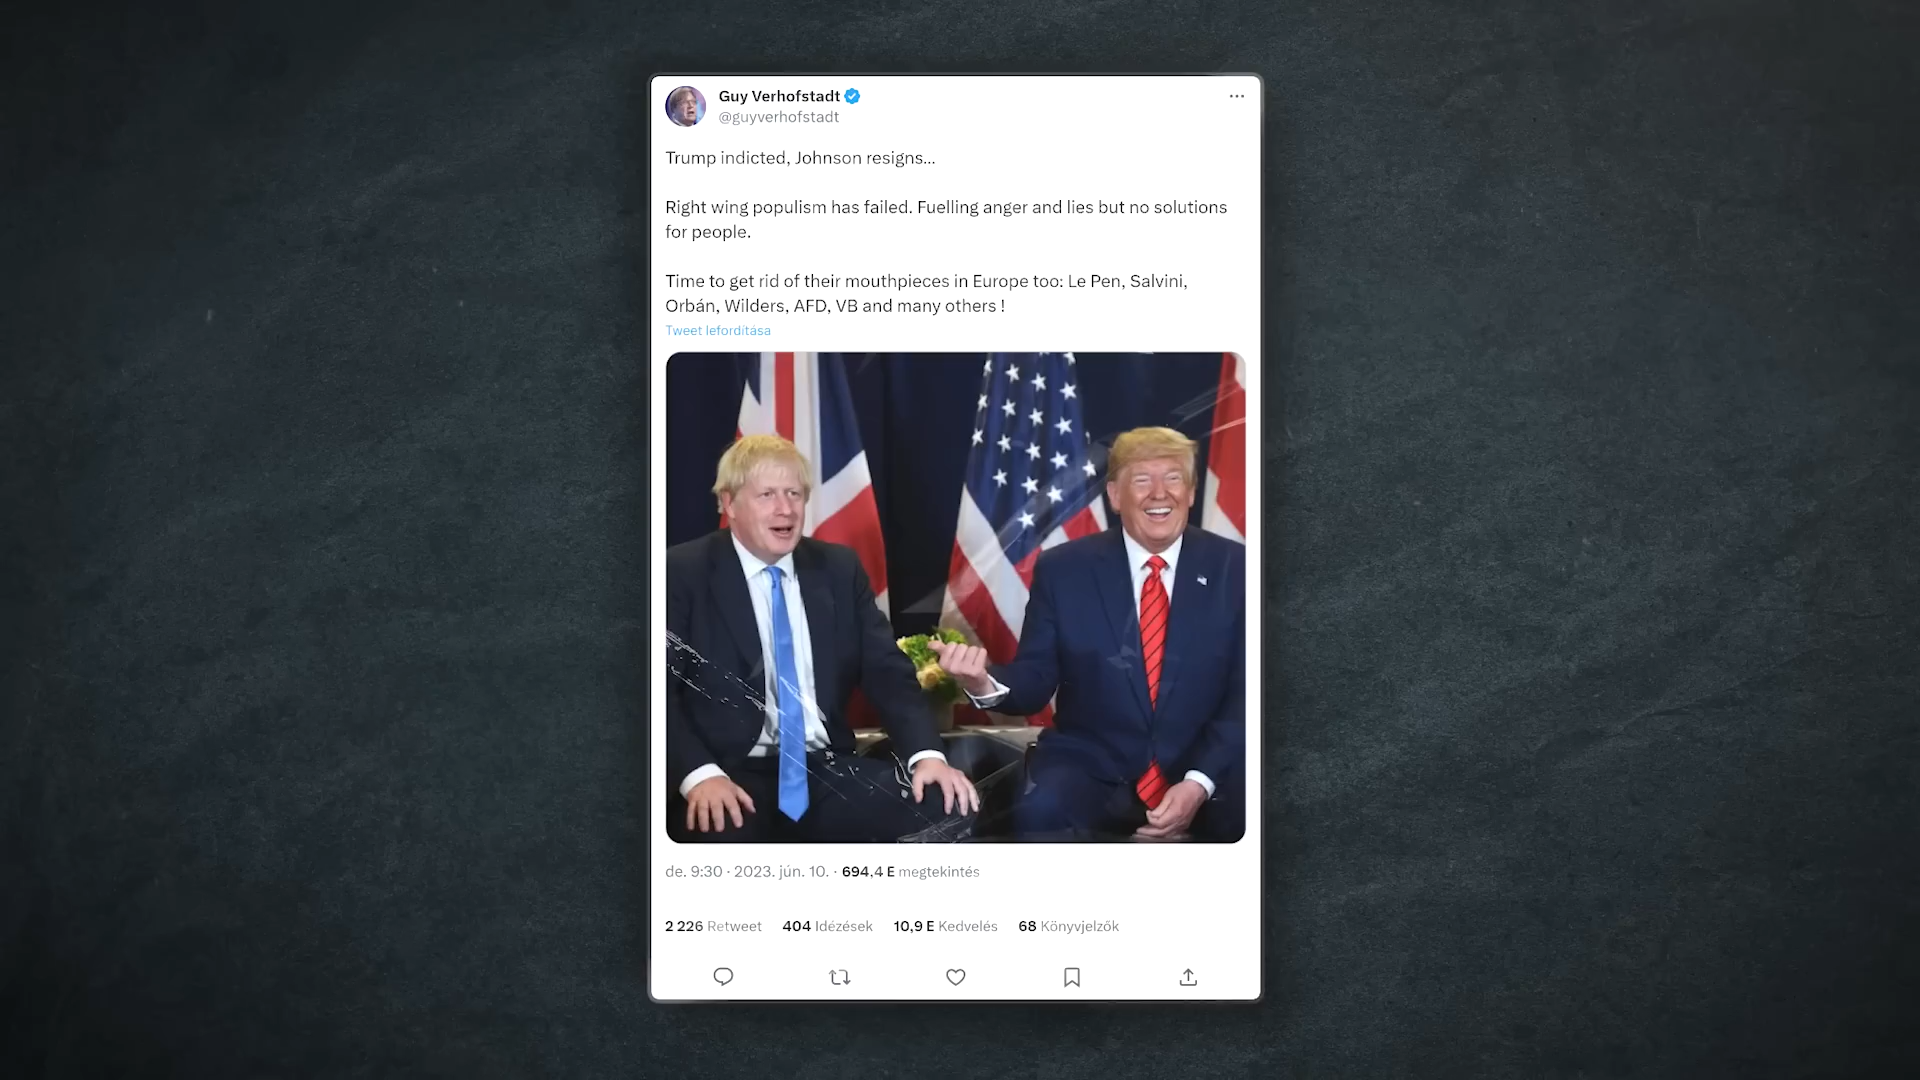 Guy Verhofstadt
@guyverhofstadt
Trump indicted, Johnson resigns...
Right wing populism has failed. Fuelling anger and lies but no solutions
for people.
Time to get rid of their mouthpieces in Europe too: Le Pen, Salvini,
Orbán, Wilders, AFD, VB and many others !
Tweet lefordítása
de. 9:30 · 2023. jún. 10. · 694,4 E megtekintés
2 226 Retweet 404 Idézések 10,9 E Kedvelés 68 Könyvjelzők